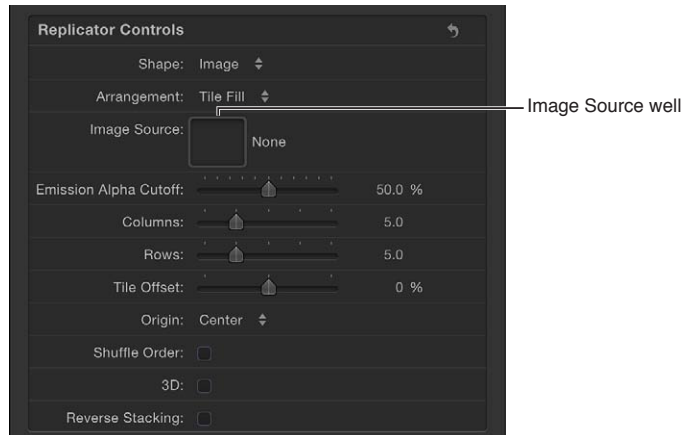 Replicator Controls
Shape: Image
Arrangement: Tile Fill
Image Source well
Image Source: None
Emission Alpha Cutoff: 50.0 %
Columns: 5.0
Rows: 5.0
Tile Offset: 0 %
Origin: Center
Shuffle Order:
3D:
Reverse Stacking: